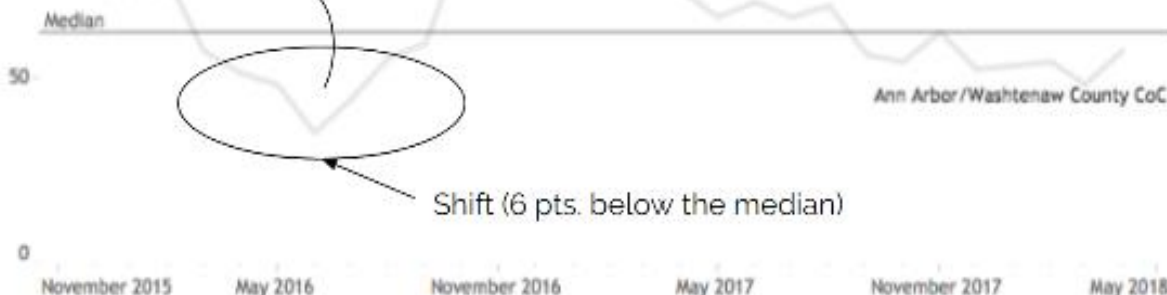 Median
50
Ann Arbor/Washtenaw County CoC
Shift (6 pts. below the median)
0
November 2015 May 2016 November 2016 May 2017 November 2017 May 2018